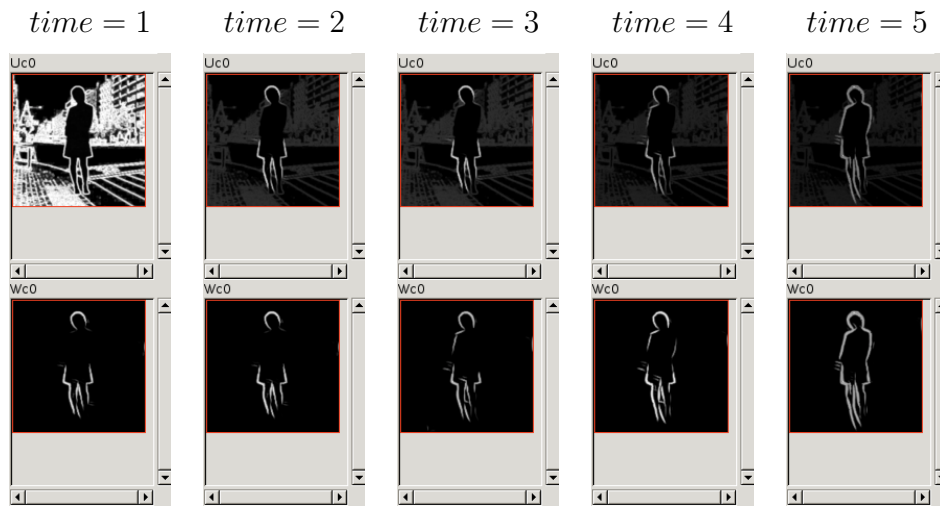 time = 1 time = 2 time = 3 time = 4 time = 5
Uc0 Uc0 Uc0 Uc0 Uc0
Wc0 Wc0 Wc0 Wc0 Wc0